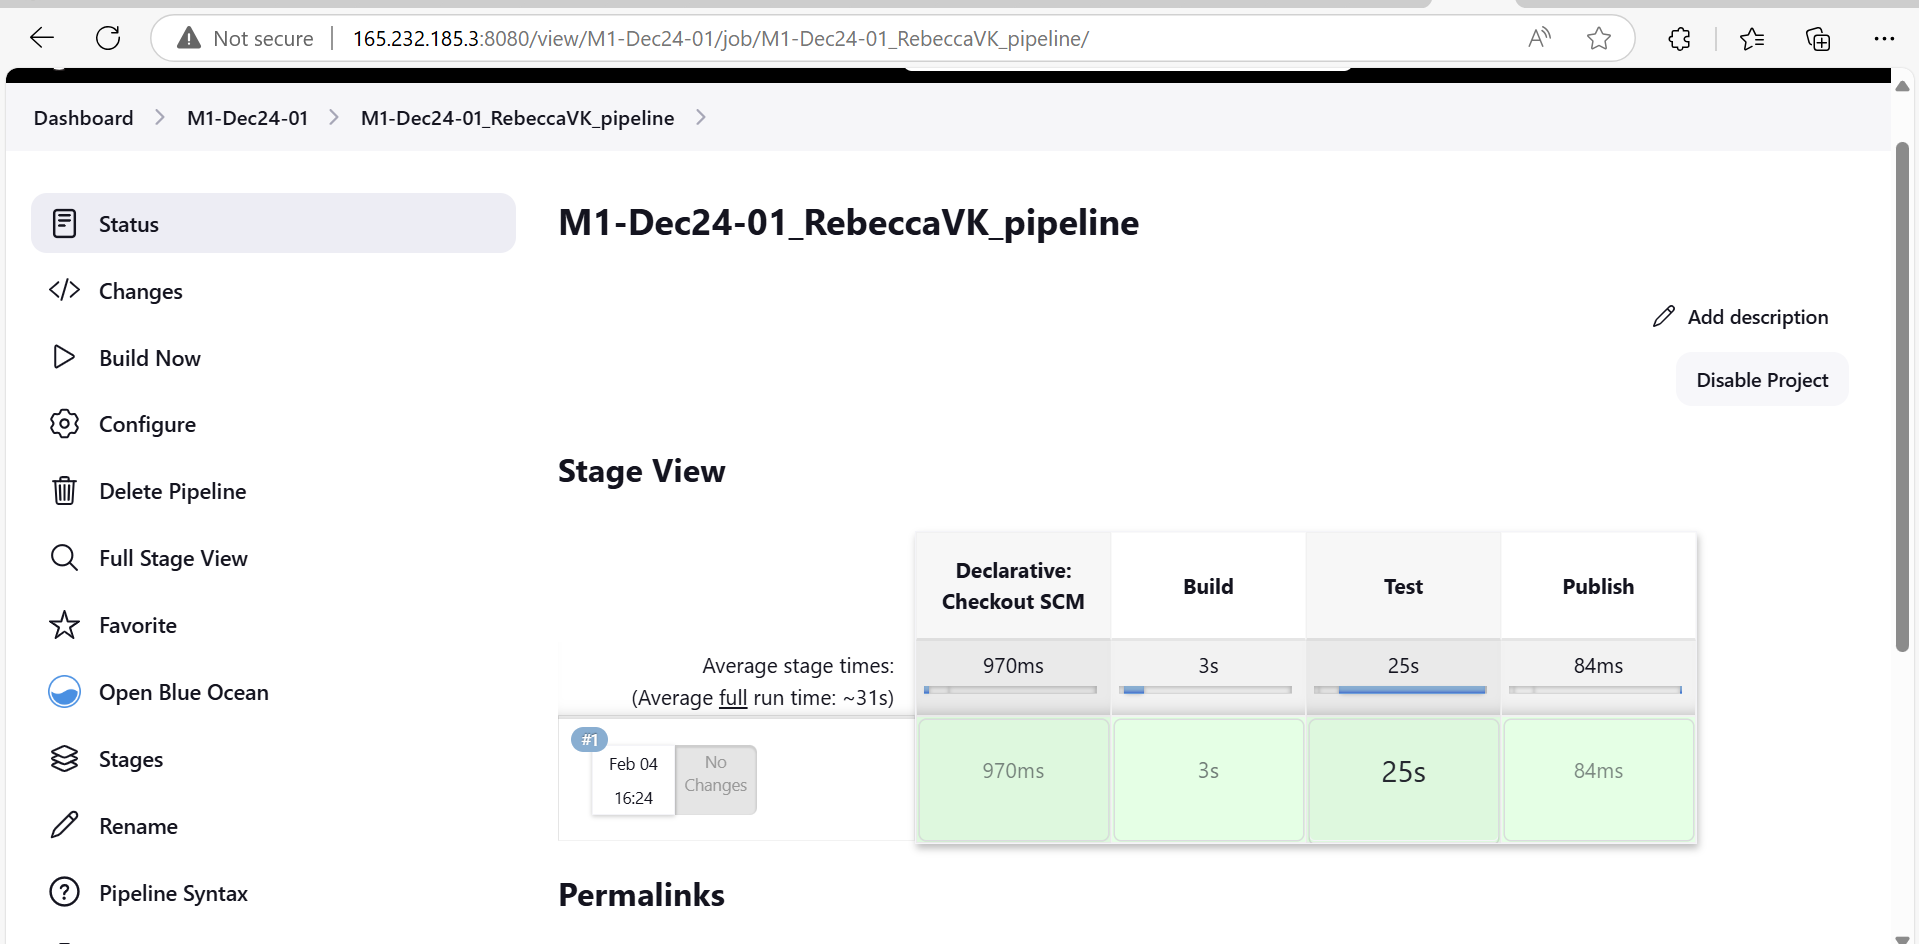 Not secure
165.232.185.3:8080/view/M1-Dec24-01/job/M1-Dec24-01_RebeccaVK_pipeline/
Dashboard
M1-Dec24-01
M1-Dec24-01_RebeccaVK_pipeline
Status
Changes
Build Now
Configure
Delete Pipeline
Full Stage View
Favorite
Open Blue Ocean
Stages
Rename
Pipeline Syntax
M1-Dec24-01_RebeccaVK_pipeline
Add description
Disable Project
Stage View
Declarative:
Checkout SCM
Build
Test
Publish
Average stage times:
(Average full run time: ~31s)
970ms
3s
25s
84ms
#1
Feb 04
16:24
No
Changes
970ms
3s
25s
84ms
Permalinks